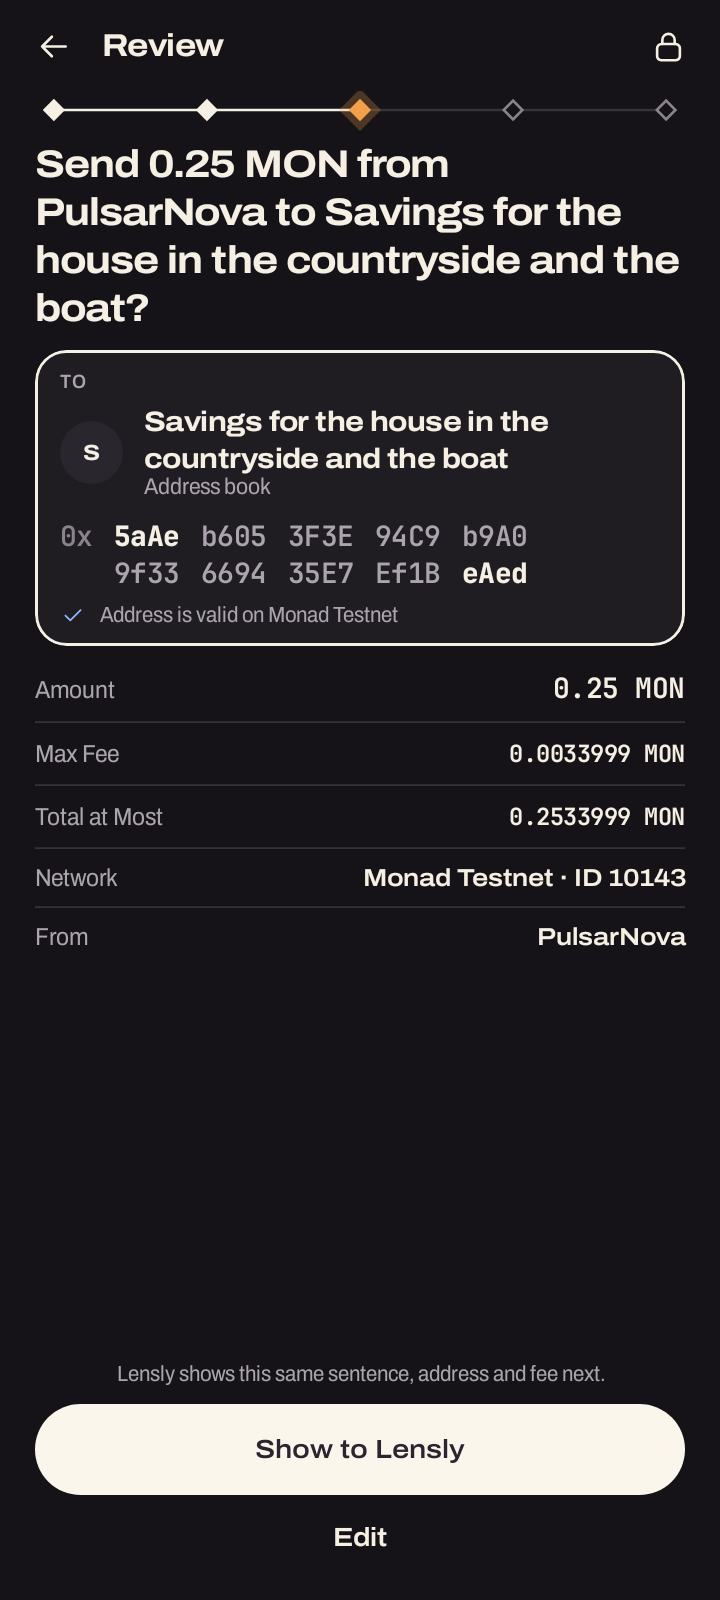 Review
Send 0.25 MON from
PulsarNova to Savings for the
house in the countryside and the
boat?
TO
S
Savings for the house in the
countryside and the boat
Address book
0x 5aAe b605 3F3E 94C9 b9A0
9f33 6694 35E7 Ef1B eAed
Address is valid on Monad Testnet
Amount 0.25 MON
Max Fee 0.0033999 MON
Total at Most 0.2533999 MON
Network Monad Testnet · ID 10143
From PulsarNova
Lensly shows this same sentence, address and fee next.
Show to Lensly
Edit